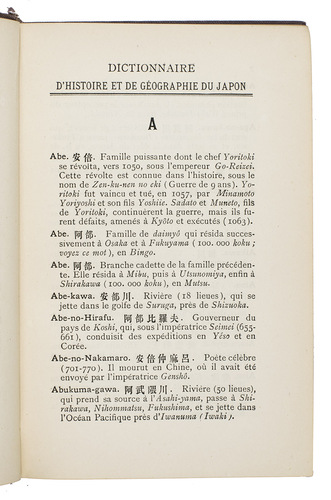 DICTIONNAIRE
D'HISTOIRE ET DE GÉOGRAPHIE DU JAPON
A
Abe. 安倍. Famille puissante dont le chef Yoritoki
se révolta, vers 1050, sous l'empereur Go-Reizei.
Cette révolte est connue dans l'histoire, sous le
nom de Zen-ku-nen no eki (Guerre de 9 ans). Yo-
ritoki fut vaincu et tué, en 1057, par Minamoto
Yoriyoshi et son fils Yoshiie. Sadato et Muneto, fils
de Yoritoki, continuèrent la guerre, mais ils fu-
rent défaits, amenés à Kyōto et exécutés (1063).
Abe. 阿部. Famille de daimyō qui résida succes-
sivement à Osaka et à Fukuyama (100.000 koku ;
voyez ce mot), en Bingo.
Abe. 阿部. Branche cadette de la famille précéden-
te. Elle résida à Mibu, puis à Utsunomiya, enfin à
Shirakawa (100.000 koku), en Mutsu.
Abe-kawa. 安部川. Rivière (18 lieues), qui se
jette dans le golfe de Suruga, près de Shizuoka.
Abe-no-Hirafu. 阿部比羅夫. Gouverneur du
pays de Koshi, qui, sous l'impératrice Seimei (655-
661), conduisit des expéditions en Yéso et en
Corée.
Abe-no-Nakamaro. 安倍仲麻呂. Poète célèbre
(701-770). Il mourut en Chine, où il avait été
envoyé par l'impératrice Genshō.
Abukuma-gawa. 阿武隈川. Rivière (50 lieues),
qui prend sa source à l'Asahi-yama, passe à Shi-
rakawa, Nihommatsu, Fukushima, et se jette dans
l'Océan Pacifique près d'Iwanuma (Iwaki).